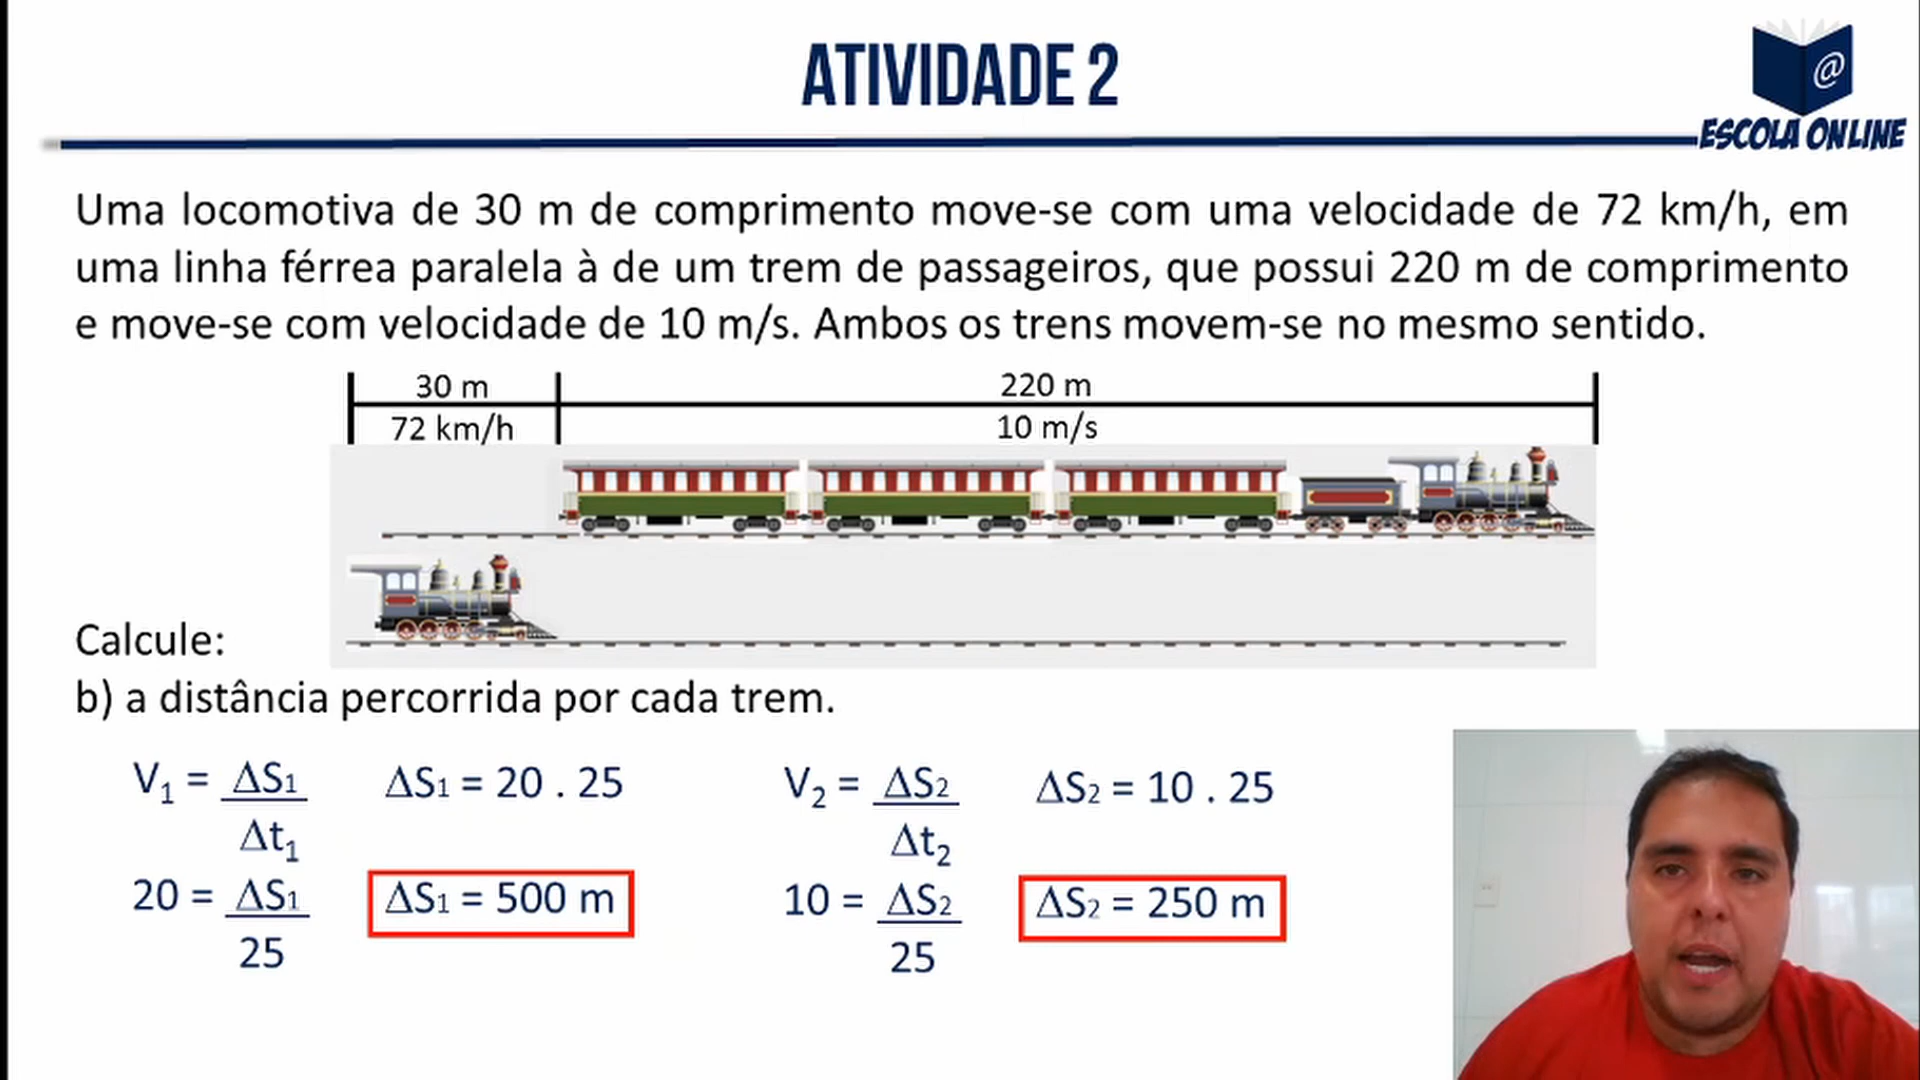 ATIVIDADE 2
@
ESCOLA ONLINE
Uma locomotiva de 30 m de comprimento move-se com uma velocidade de 72 km/h, em
uma linha férrea paralela à de um trem de passageiros, que possui 220 m de comprimento
e move-se com velocidade de 10 m/s. Ambos os trens movem-se no mesmo sentido.
30 m
220 m
72 km/h
10 m/s
Calcule:
b) a distância percorrida por cada trem.
V₁ = ΔS₁
Δt₁
ΔS₁ = 20 . 25
20 = ΔS₁
25
ΔS₁ = 500 m
V₂ = ΔS₂
Δt₂
ΔS₂ = 10 . 25
10 = ΔS₂
25
ΔS₂ = 250 m